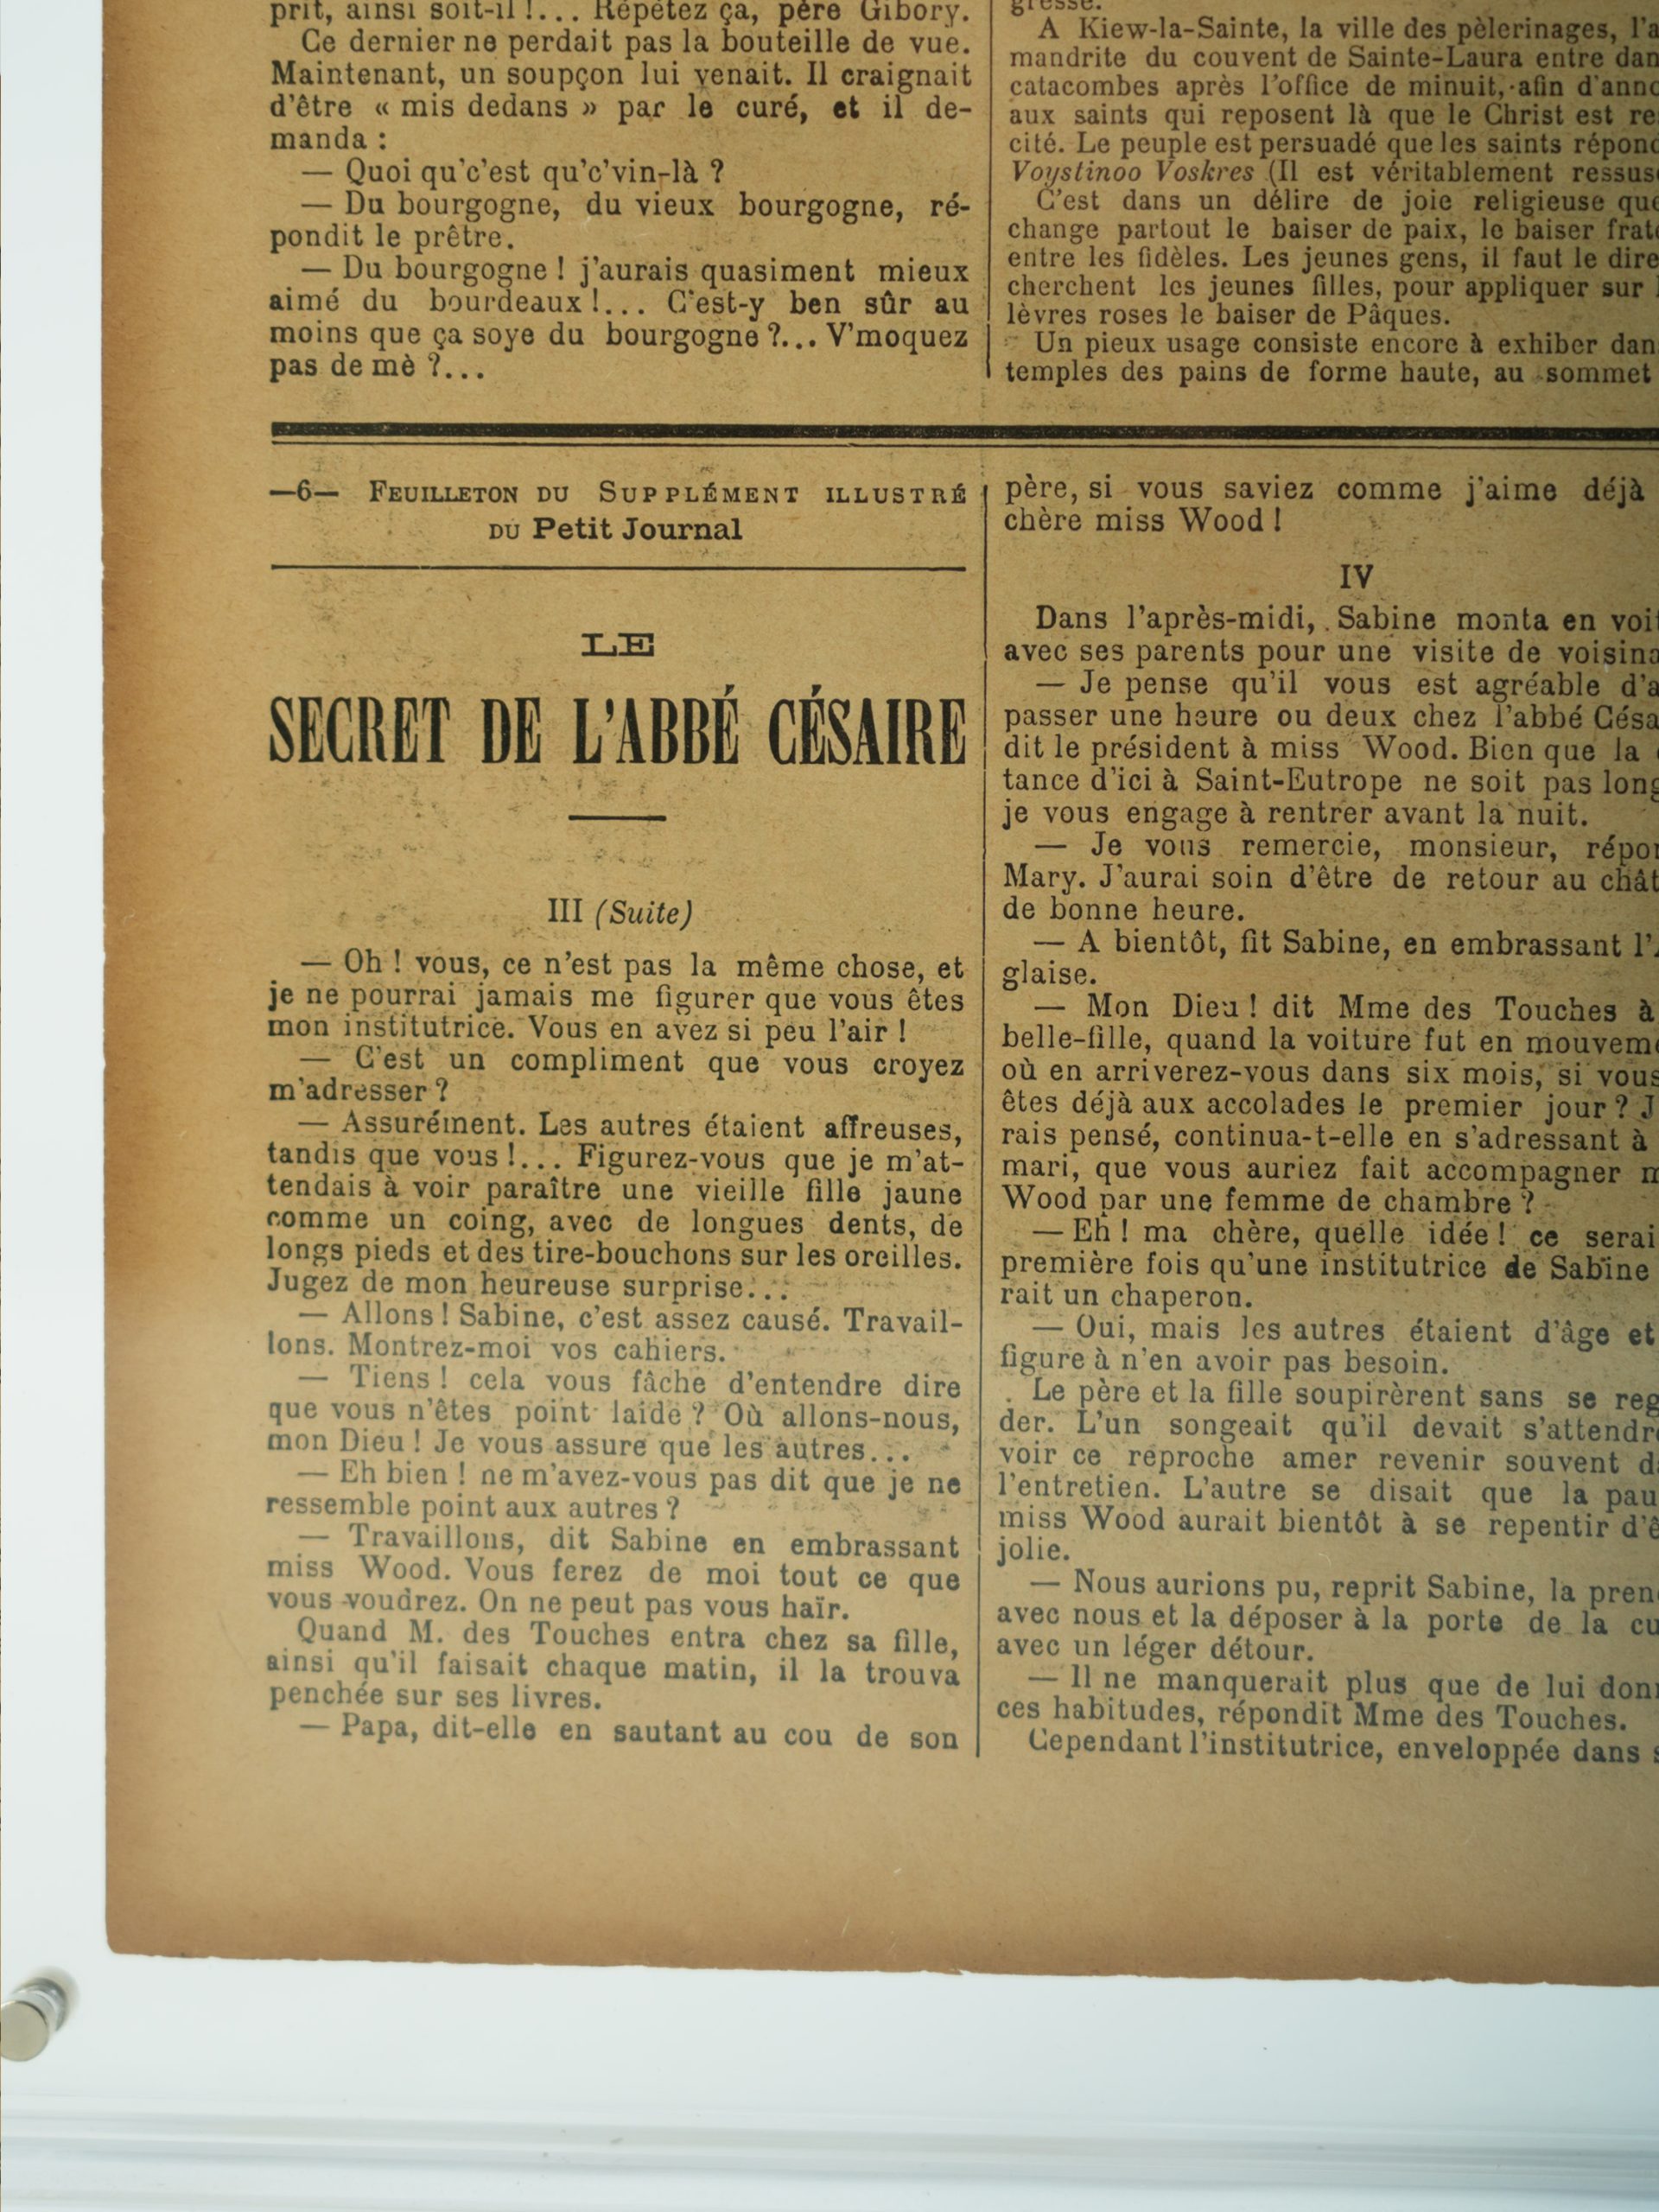 prit, ainsi soit-il !... Répétez ça, père Gibory.
Ce dernier ne perdait pas la bouteille de vue.
Maintenant, un soupçon lui venait. Il craignait
d'être « mis dedans » par le curé, et il de-
manda :
— Quoi qu'c'est qu'c'vin-là ?
— Du bourgogne, du vieux bourgogne, ré-
pondit le prêtre.
— Du bourgogne ! j'aurais quasiment mieux
aimé du bourdeaux !... C'est-y ben sûr au
moins que ça soye du bourgogne ?... V'moquez
pas de mè ?...
gresse.
A Kiew-la-Sainte, la ville des pèlerinages,
mandrite du couvent de Sainte-Laura entre
catacombes après l'office de minuit, afin
aux saints qui reposent là que le Christ est
cité. Le peuple est persuadé que les saints
Voystinoo Voskres (Il est véritablement
C'est dans un délire de joie religieuse
change partout le baiser de paix, le baiser
entre les fidèles. Les jeunes gens, il faut le dire
cherchent les jeunes filles, pour appliquer sur
lèvres roses le baiser de Pâques.
Un pieux usage consiste encore à exhiber
temples des pains de forme haute, au sommet
—6— FEUILLETON DU SUPPLÉMENT ILLUSTRÉ
DU Petit Journal
LE
SECRET DE L'ABBÉ CÉSAIRE
III (Suite)
— Oh ! vous, ce n'est pas la même chose, et
je ne pourrai jamais me figurer que vous êtes
mon institutrice. Vous en avez si peu l'air !
— C'est un compliment que vous croyez
m'adresser ?
— Assurément. Les autres étaient affreuses,
tandis que vous !... Figurez-vous que je m'at-
tendais à voir paraître une vieille fille jaune
comme un coing, avec de longues dents, de
longs pieds et des tire-bouchons sur les oreilles.
Jugez de mon heureuse surprise...
— Allons ! Sabine, c'est assez causé. Travail-
lons. Montrez-moi vos cahiers.
— Tiens ! cela vous fâche d'entendre dire
que vous n'êtes point laide ? Où allons-nous,
mon Dieu ! Je vous assure que les autres...
— Eh bien ! ne m'avez-vous pas dit que je ne
ressemble point aux autres ?
— Travaillons, dit Sabine en embrassant
miss Wood. Vous ferez de moi tout ce que
vous voudrez. On ne peut pas vous haïr.
Quand M. des Touches entra chez sa fille,
ainsi qu'il faisait chaque matin, il la trouva
penchée sur ses livres.
— Papa, dit-elle en sautant au cou de son
père, si vous saviez comme j'aime déjà
chère miss Wood !
IV
Dans l'après-midi, Sabine monta en
avec ses parents pour une visite de
— Je pense qu'il vous est agréable
passer une heure ou deux chez l'abbé
dit le président à miss Wood. Bien que la
tance d'ici à Saint-Eutrope ne soit pas
je vous engage à rentrer avant la nuit.
— Je vous remercie, monsieur,
Mary. J'aurai soin d'être de retour au
de bonne heure.
— A bientôt, fit Sabine, en embrassant
glaise.
— Mon Dieu ! dit Mme des Touches à
belle-fille, quand la voiture fut en
où en arriverez-vous dans six mois, si vous
êtes déjà aux accolades le premier jour ?
rais pensé, continua-t-elle en s'adressant à
mari, que vous auriez fait accompagner
Wood par une femme de chambre ?
— Eh ! ma chère, quelle idée ! ce
première fois qu'une institutrice de Sabine
rait un chaperon.
— Oui, mais les autres étaient d'âge et
figure à n'en avoir pas besoin.
Le père et la fille soupirèrent sans se
der. L'un songeait qu'il devait
voir ce reproche amer revenir souvent
l'entretien. L'autre se disait que la
miss Wood aurait bientôt à se repentir
jolie.
— Nous aurions pu, reprit Sabine, la
avec nous et la déposer à la porte de la
avec un léger détour.
— Il ne manquerait plus que de lui
ces habitudes, répondit Mme des Touches.
Cependant l'institutrice, enveloppée dans